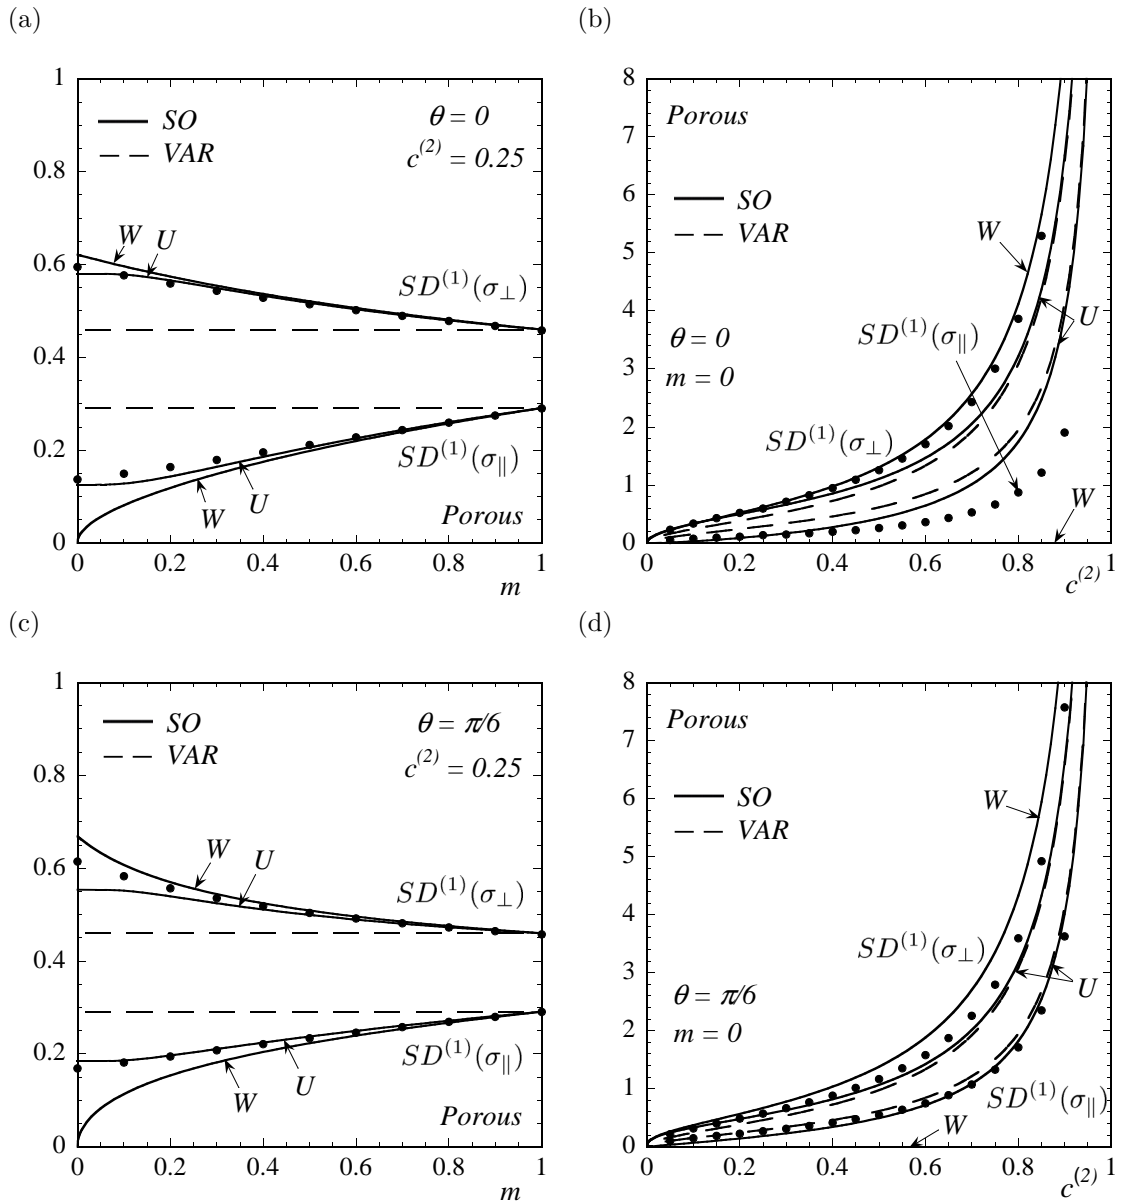 (a)
1
0.8
0.6
0.4
0.2
0
0
0.2
0.4
0.6
0.8
1
m
SO
VAR
θ = 0
c^(2) = 0.25
W
U
SD^(1)(σ⊥)
SD^(1)(σ∥)
U
W
Porous
(b)
8
7
6
5
4
3
2
1
0
0
0.2
0.4
0.6
0.8
1
c^(2)
Porous
SO
VAR
W
θ = 0
m = 0
SD^(1)(σ∥)
U
SD^(1)(σ⊥)
W
(c)
1
0.8
0.6
0.4
0.2
0
0
0.2
0.4
0.6
0.8
1
m
SO
VAR
θ = π/6
c^(2) = 0.25
W
U
SD^(1)(σ⊥)
SD^(1)(σ∥)
U
W
Porous
(d)
8
7
6
5
4
3
2
1
0
0
0.2
0.4
0.6
0.8
1
c^(2)
Porous
SO
VAR
W
SD^(1)(σ⊥)
θ = π/6
m = 0
U
SD^(1)(σ∥)
W